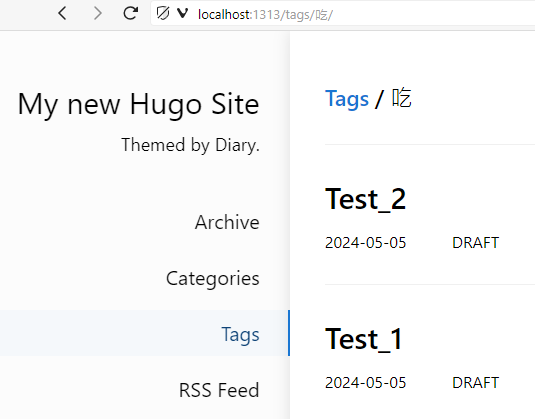 localhost:1313/tags/吃/
My new Hugo Site
Themed by Diary.
Archive
Categories
Tags
RSS Feed
Tags / 吃
Test_2
2024-05-05 DRAFT
Test_1
2024-05-05 DRAFT